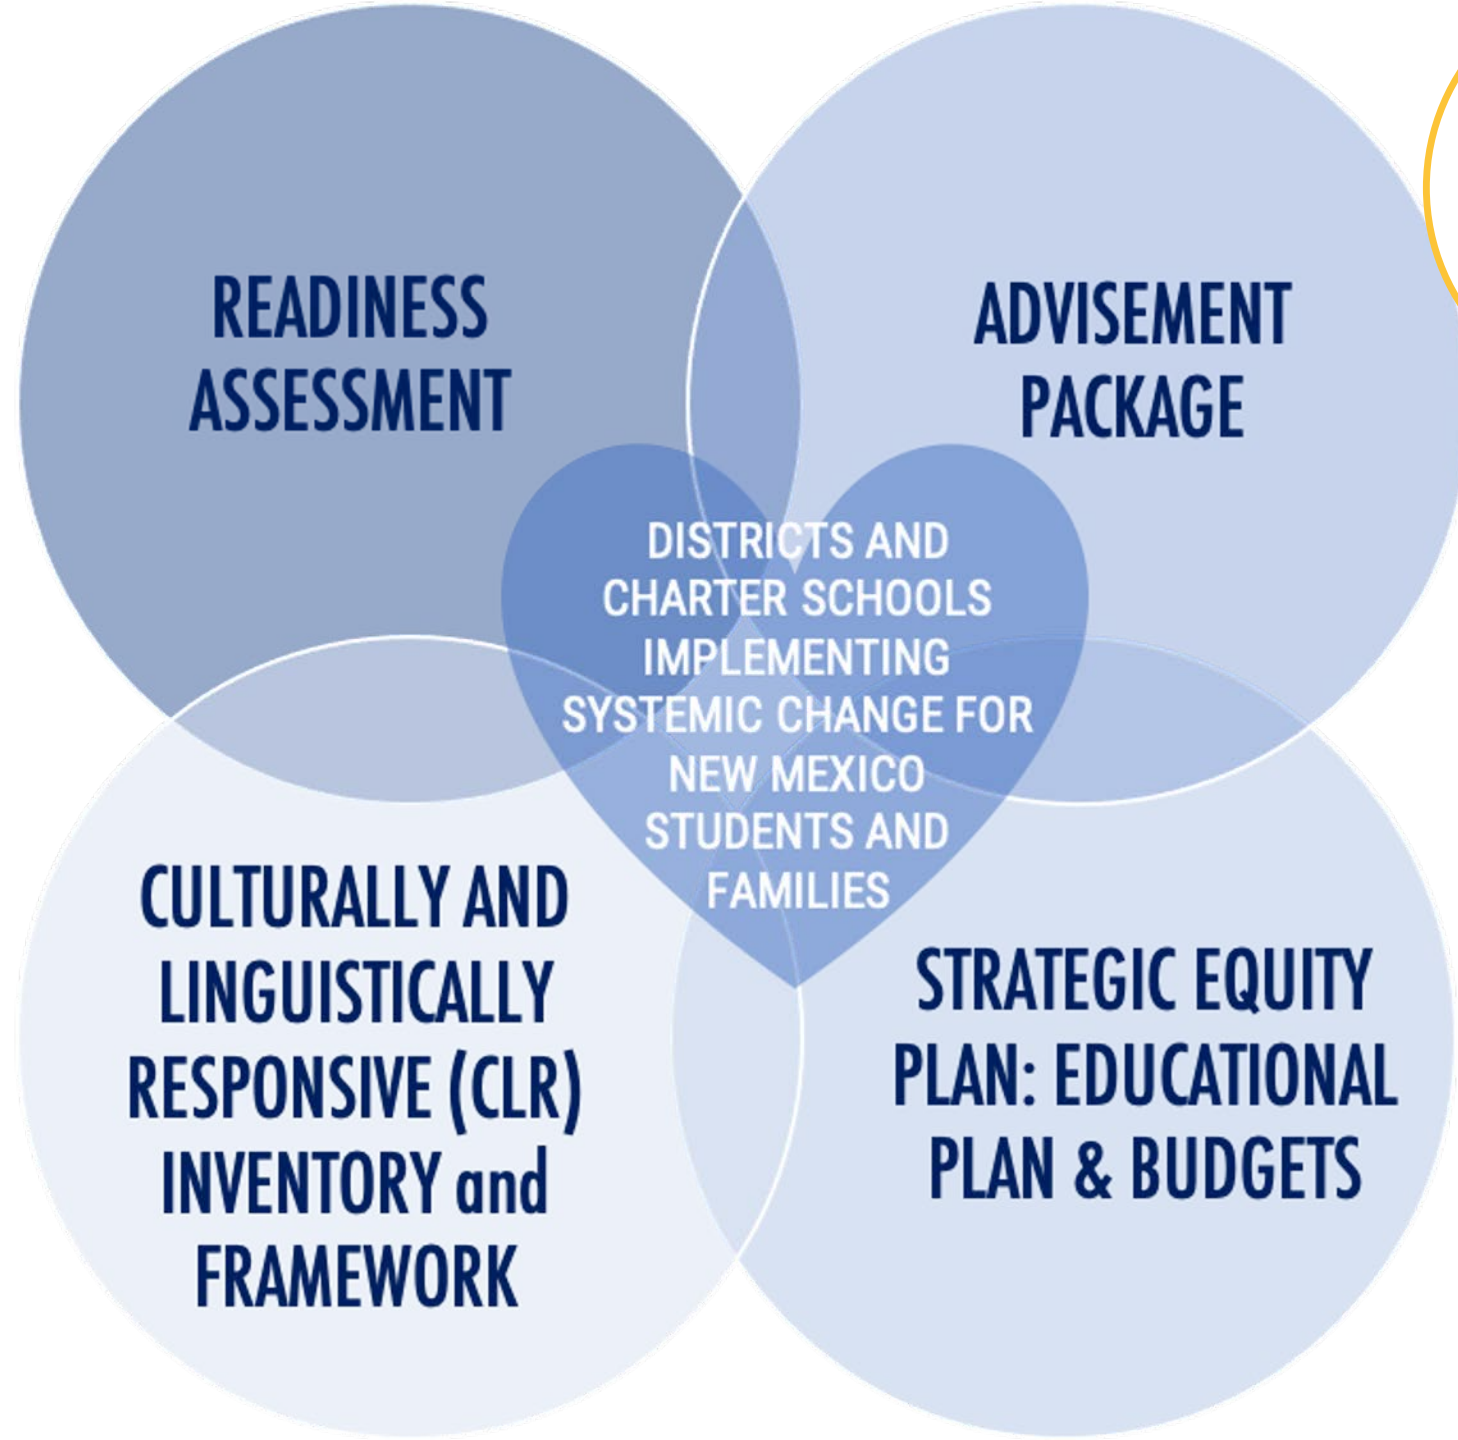 READINESS
ASSESSMENT
ADVISEMENT
PACKAGE
DISTRICTS AND
CHARTER SCHOOLS
IMPLEMENTING
SYSTEMIC CHANGE FOR
NEW MEXICO
STUDENTS AND
FAMILIES
CULTURALLY AND
LINGUISTICALLY
RESPONSIVE (CLR)
INVENTORY and
FRAMEWORK
STRATEGIC EQUITY
PLAN: EDUCATIONAL
PLAN & BUDGETS